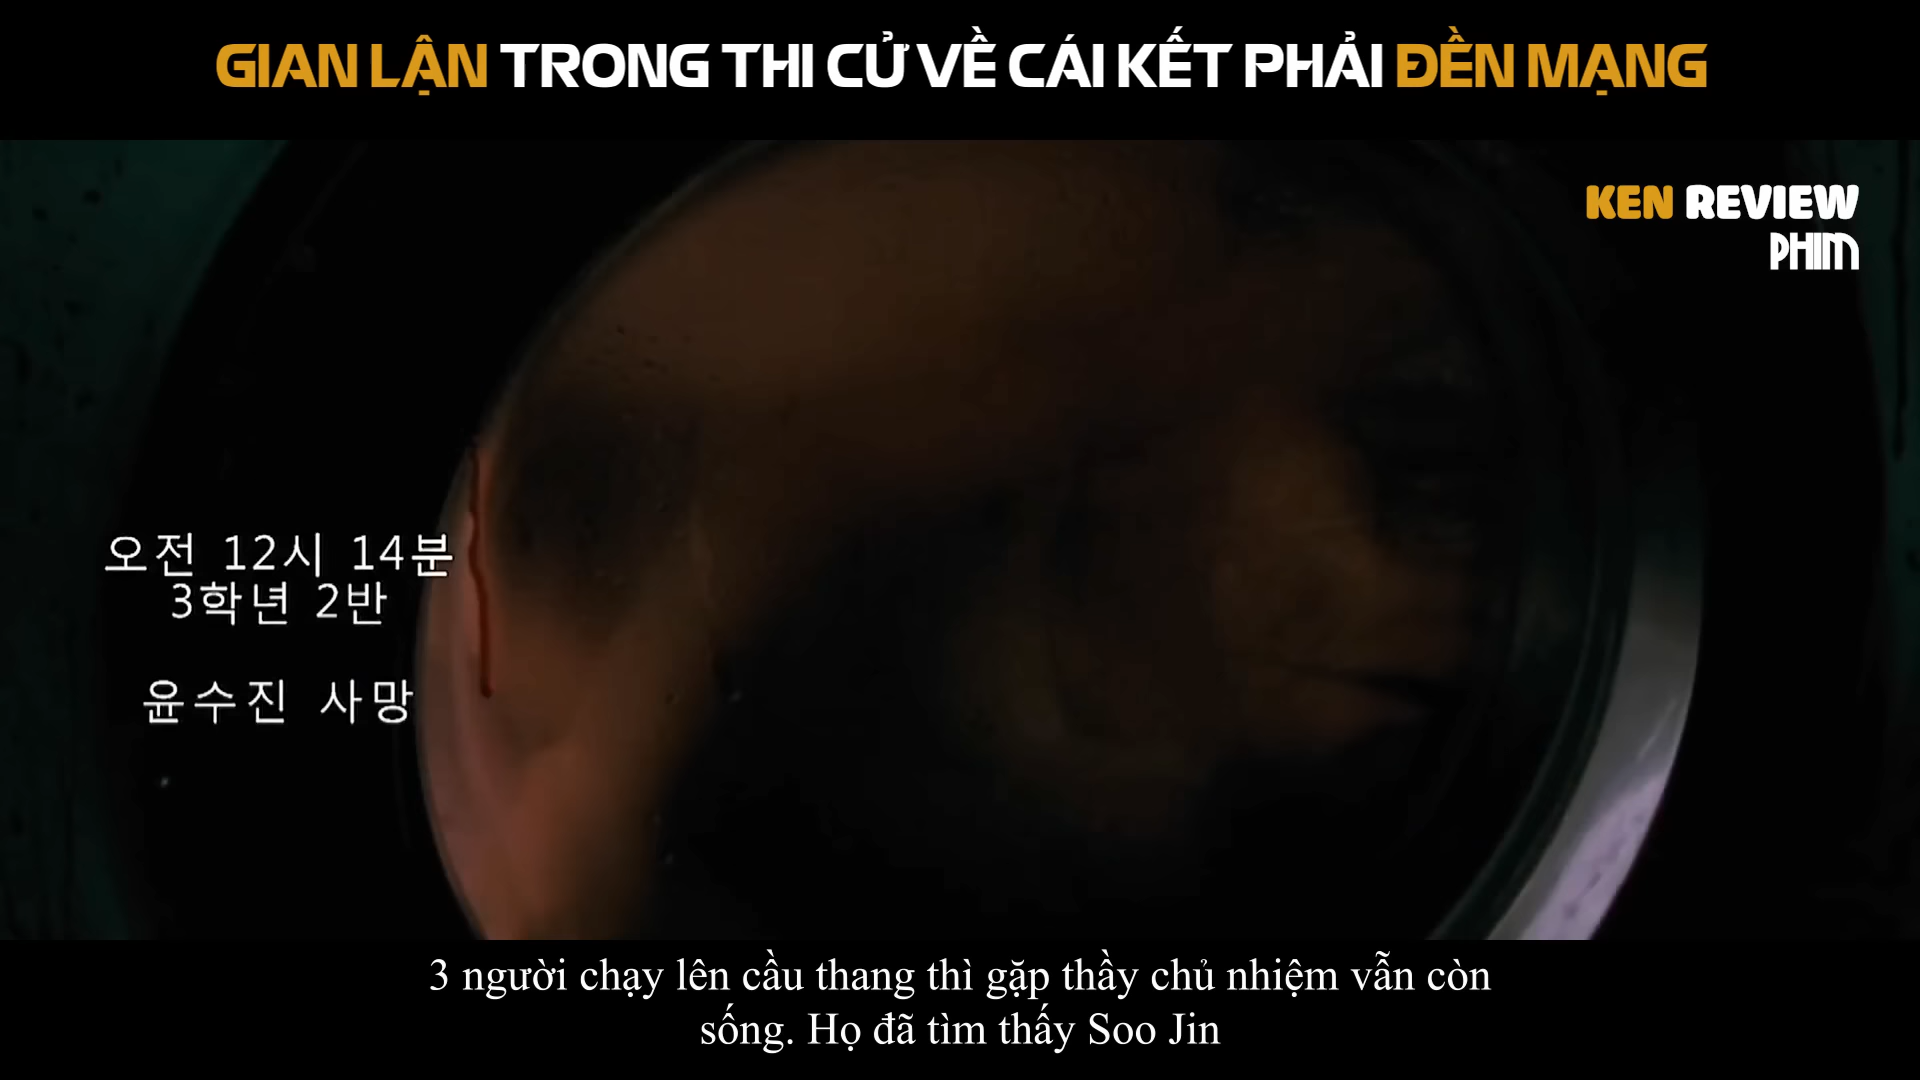 GIAN LẬN TRONG THI CỬ VỀ CÁI KẾT PHẢI ĐỀN MẠNG
KEN REVIEW
PHIM
오전 12시 14분
3학년 2반
윤수진 사망
3 người chạy lên cầu thang thì gặp thầy chủ nhiệm vẫn còn
sống. Họ đã tìm thấy Soo Jin